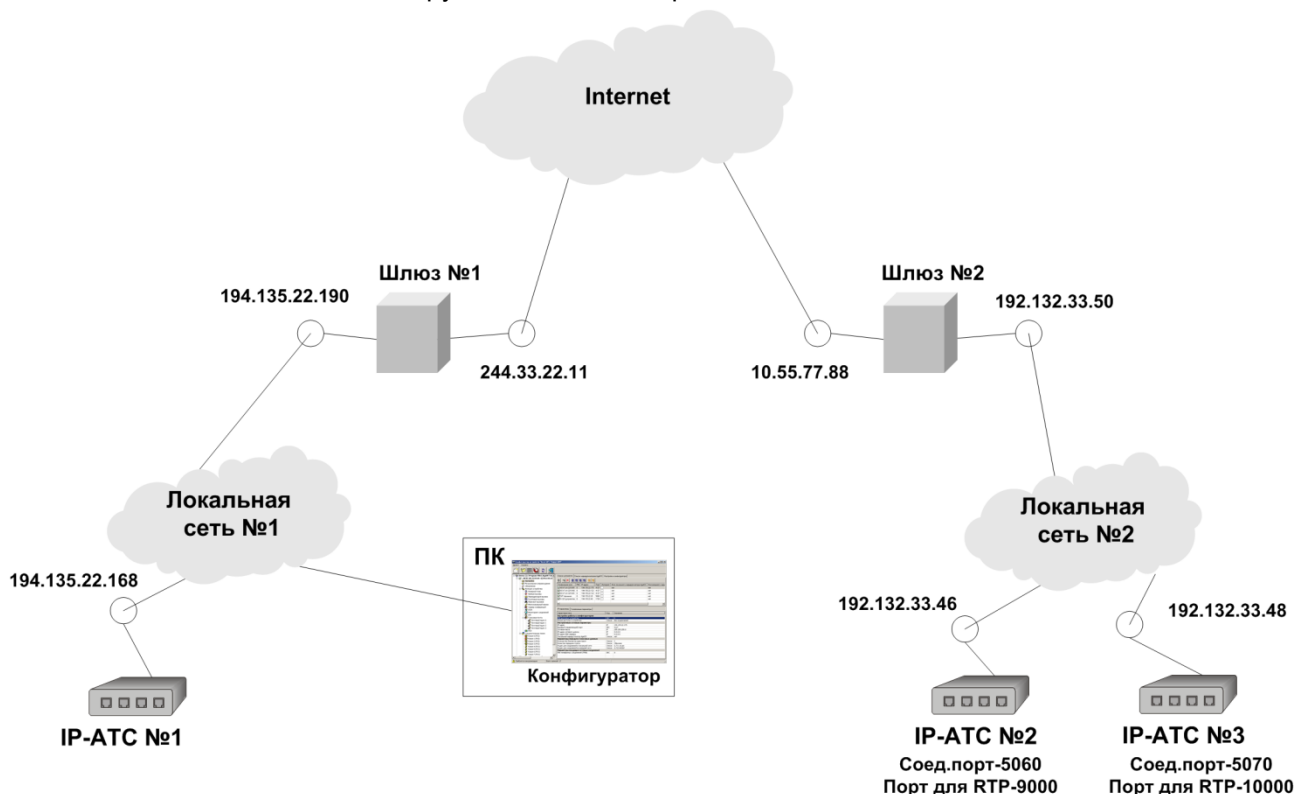 Internet
Шлюз №1
Шлюз №2
194.135.22.190
192.132.33.50
244.33.22.11
10.55.77.88
Локальная
сеть №1
Локальная
сеть №2
ПК
194.135.22.168
192.132.33.46
192.132.33.48
Конфигуратор
IP-АТС №1
IP-АТС №2
IP-АТС №3
Соед.порт-5060
Соед.порт-5070
Порт для RTP-9000
Порт для RTP-10000